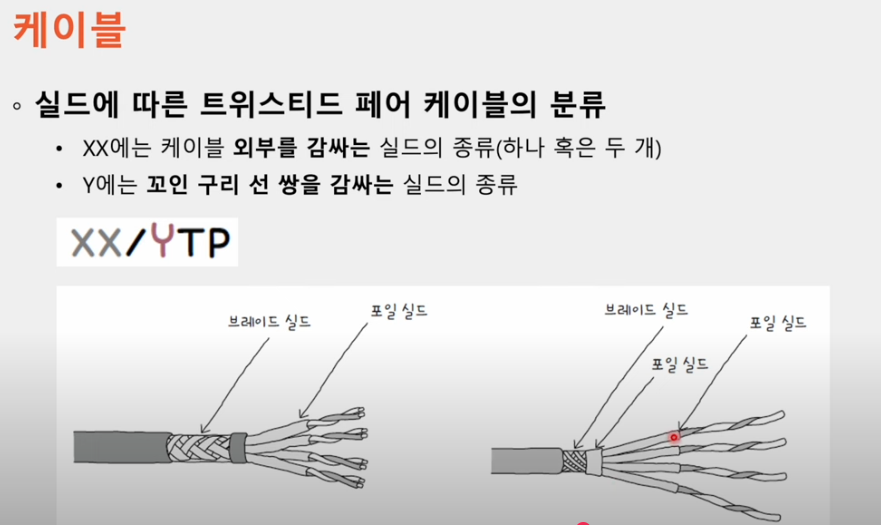 케이블
◦ 실드에 따른 트위스티드 페어 케이블의 분류
• XX에는 케이블 외부를 감싸는 실드의 종류(하나 혹은 두 개)
• Y에는 꼬인 구리 선 쌍을 감싸는 실드의 종류
XX/YTP
브레이드 실드
포일 실드
브레이드 실드
포일 실드
포일 실드